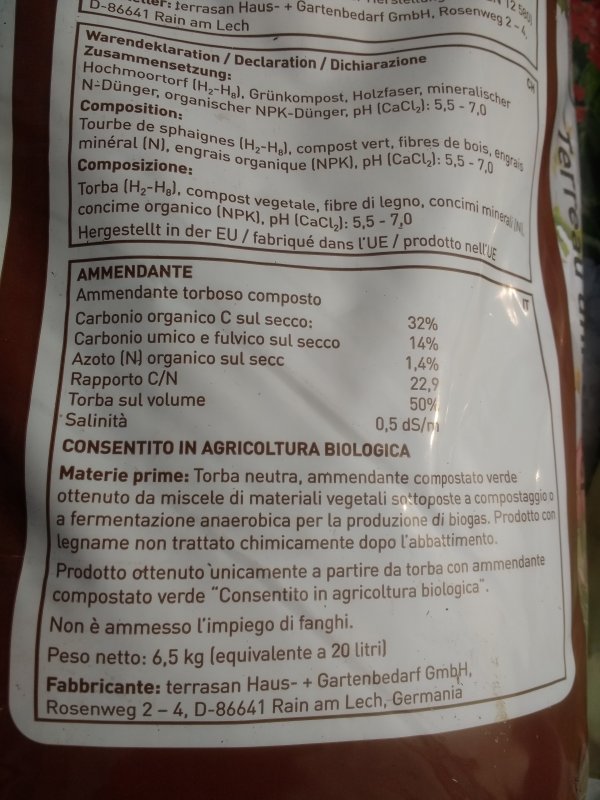 terrasan Haus- + Gartenbedarf GmbH, Rosenweg 2 – 4,
D-86641 Rain am Lech
Warendeklaration / Declaration / Dichiarazione
CH
Zusammensetzung:
Hochmoortorf (H₂-H₈), Grünkompost, Holzfaser, mineralischer
N-Dünger, organischer NPK-Dünger, pH (CaCl₂): 5,5 - 7,0
Composition:
Tourbe de sphaignes (H₂-H₈), compost vert, fibres de bois, engrais
minéral (N), engrais organique (NPK), pH (CaCl₂): 5,5 - 7,0
Composizione:
Torba (H₂-H₈), compost vegetale, fibre di legno, concimi minerali (N),
concime organico (NPK), pH (CaCl₂): 5,5 - 7,0
Hergestellt in der EU / fabriqué dans l'UE / prodotto nell'UE
IT
AMMENDANTE
Ammendante torboso composto
Carbonio organico C sul secco: 32%
Carbonio umico e fulvico sul secco 14%
Azoto (N) organico sul secc 1,4%
Rapporto C/N 22,9
Torba sul volume 50%
Salinità 0,5 dS/m
CONSENTITO IN AGRICOLTURA BIOLOGICA
Materie prime: Torba neutra, ammendante compostato verde
ottenuto da miscele di materiali vegetali sottoposte a compostaggio o
a fermentazione anaerobica per la produzione di biogas. Prodotto con
legname non trattato chimicamente dopo l'abbattimento.
Prodotto ottenuto unicamente a partire da torba con ammendante
compostato verde "Consentito in agricoltura biologica".
Non è ammesso l'impiego di fanghi.
Peso netto: 6,5 kg (equivalente a 20 litri)
Fabbricante: terrasan Haus- + Gartenbedarf GmbH,
Rosenweg 2 – 4, D-86641 Rain am Lech, Germania
Terreau